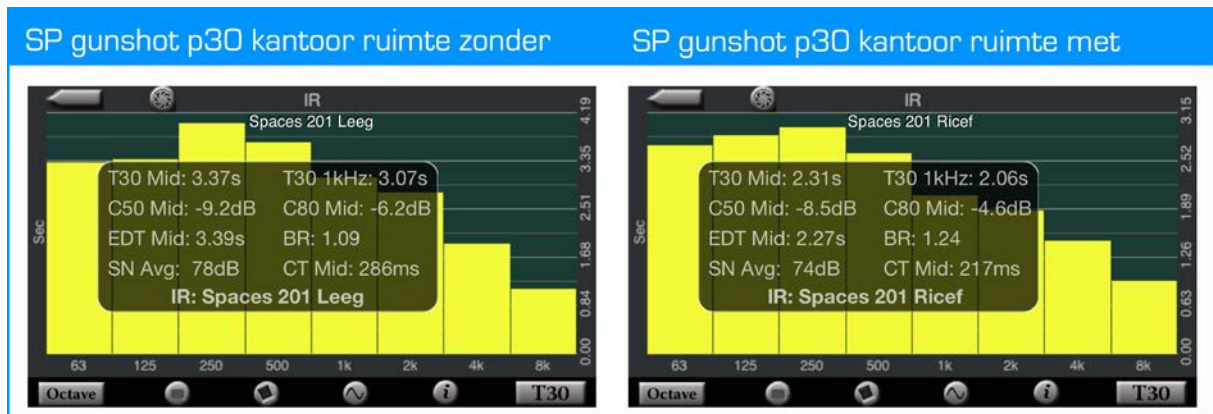 SP gunshot p30 kantoor ruimte zonder
IR
Spaces 201 Leeg
T30 Mid: 3.37s T30 1kHz: 3.07s
C50 Mid: -9.2dB C80 Mid: -6.2dB
EDT Mid: 3.39s BR: 1.09
SN Avg: 78dB CT Mid: 286ms
IR: Spaces 201 Leeg
Sec
4.19
3.35
2.51
1.68
0.84
0.00
63 125 250 500 1k 2k 4k 8k
Octave T30
SP gunshot p30 kantoor ruimte met
IR
Spaces 201 Ricef
T30 Mid: 2.31s T30 1kHz: 2.06s
C50 Mid: -8.5dB C80 Mid: -4.6dB
EDT Mid: 2.27s BR: 1.24
SN Avg: 74dB CT Mid: 217ms
IR: Spaces 201 Ricef
Sec
3.15
2.52
1.89
1.26
0.63
0.00
63 125 250 500 1k 2k 4k 8k
Octave i T30